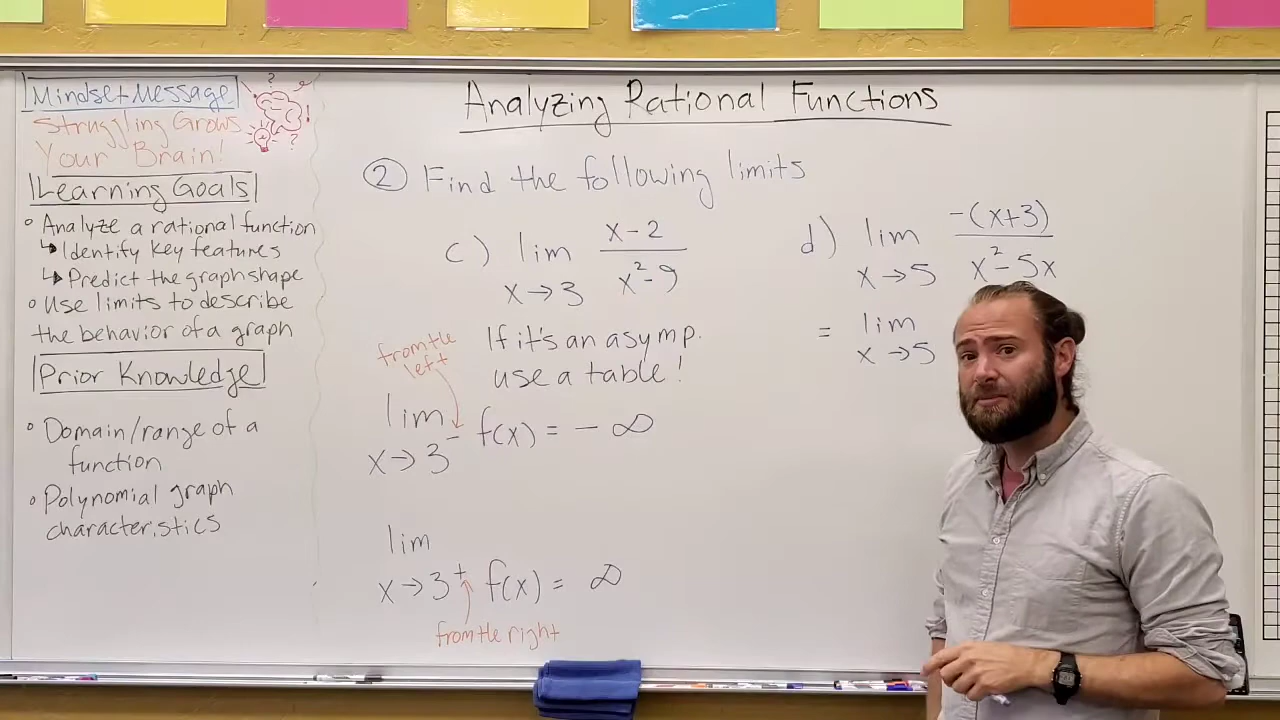 Mindset Message
Struggling Grows
Your Brain!
Learning Goals
Analyze a rational function
↳ Identify key features
↳ Predict the graph shape
Use limits to describe
the behavior of a graph
Prior Knowledge
Domain/range of a
function
Polynomial graph
characteristics
Analyzing Rational Functions
② Find the following limits
c) lim x→3 (x-2)/(x²-9)
If it's an asymp.
use a table!
from the
left
lim x→3⁻ f(x) = -∞
lim x→3⁺ f(x) = ∞
from the right
d) lim x→5 -(x+3)/(x²-5x)
= lim x→5